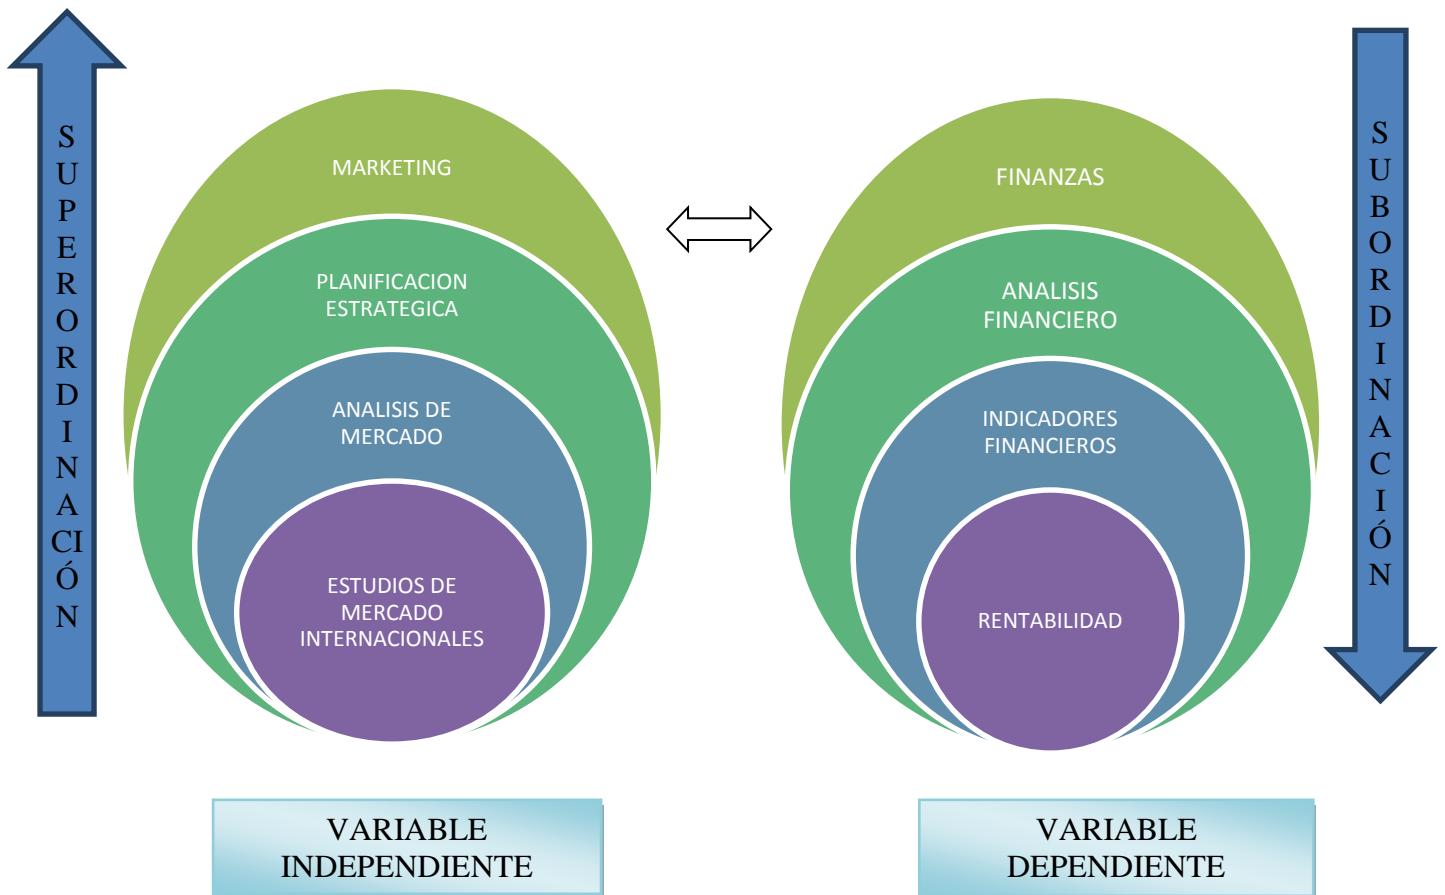 SUPERORDINACIÓN
MARKETING
PLANIFICACION
ESTRATEGICA
ANALISIS DE
MERCADO
ESTUDIOS DE
MERCADO
INTERNACIONALES
FINANZAS
ANALISIS
FINANCIERO
INDICADORES
FINANCIEROS
RENTABILIDAD
SUBORDINACIÓN
VARIABLE
INDEPENDIENTE
VARIABLE
DEPENDIENTE